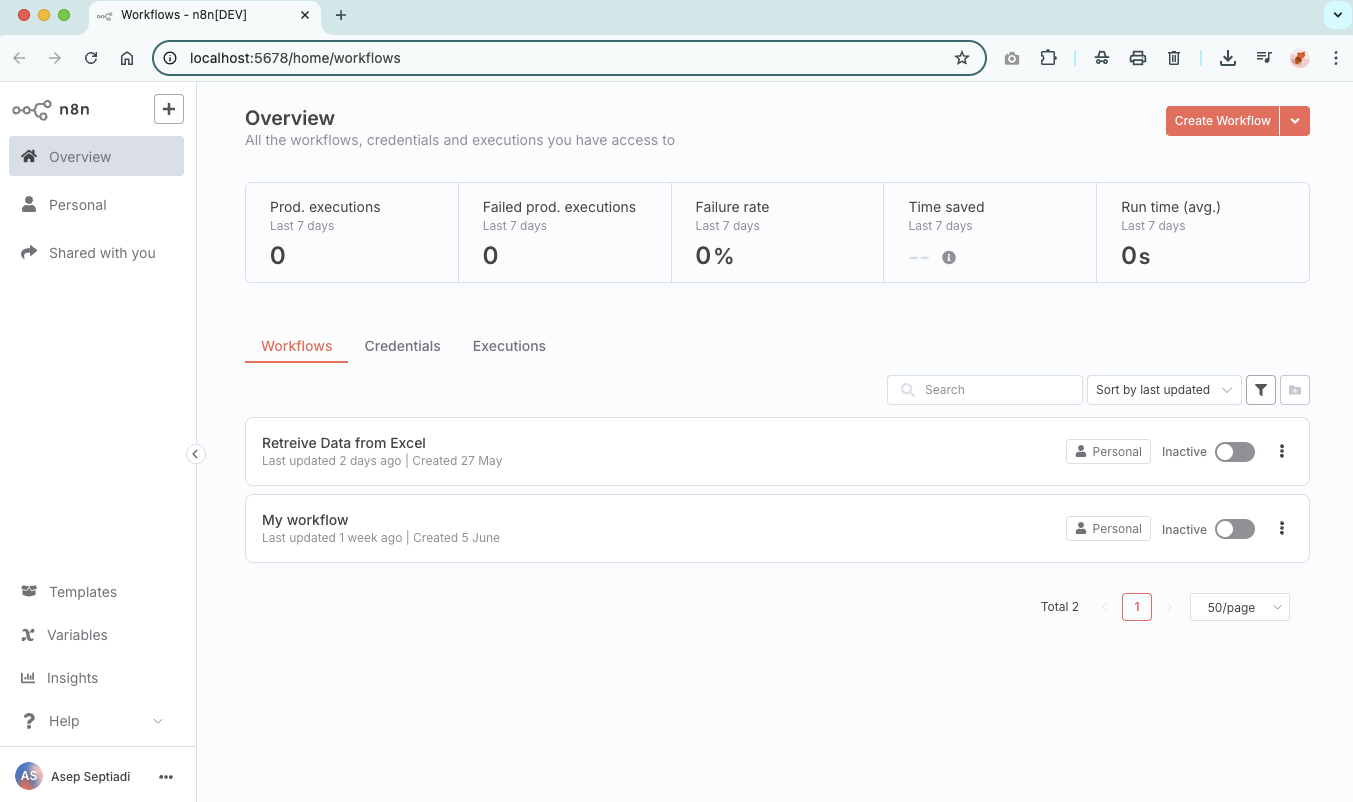 Workflows - n8n[DEV]
localhost:5678/home/workflows
n8n
Overview
Personal
Shared with you
Templates
Variables
Insights
Help
AS Asep Septiadi
Overview
All the workflows, credentials and executions you have access to
Create Workflow
Prod. executions
Last 7 days
0
Failed prod. executions
Last 7 days
0
Failure rate
Last 7 days
0%
Time saved
Last 7 days
--
Run time (avg.)
Last 7 days
0s
Workflows Credentials Executions
Search Sort by last updated
Retreive Data from Excel
Last updated 2 days ago | Created 27 May
Personal Inactive
My workflow
Last updated 1 week ago | Created 5 June
Personal Inactive
Total 2 1 50/page